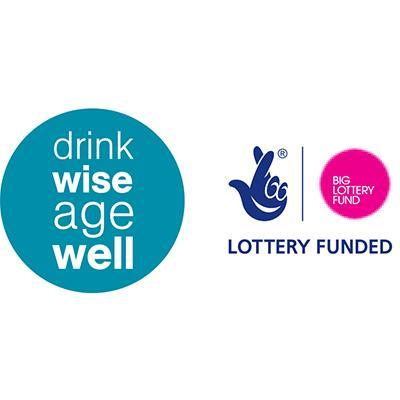 drink
wise
age
well
®
BIG
LOTTERY
FUND
LOTTERY FUNDED